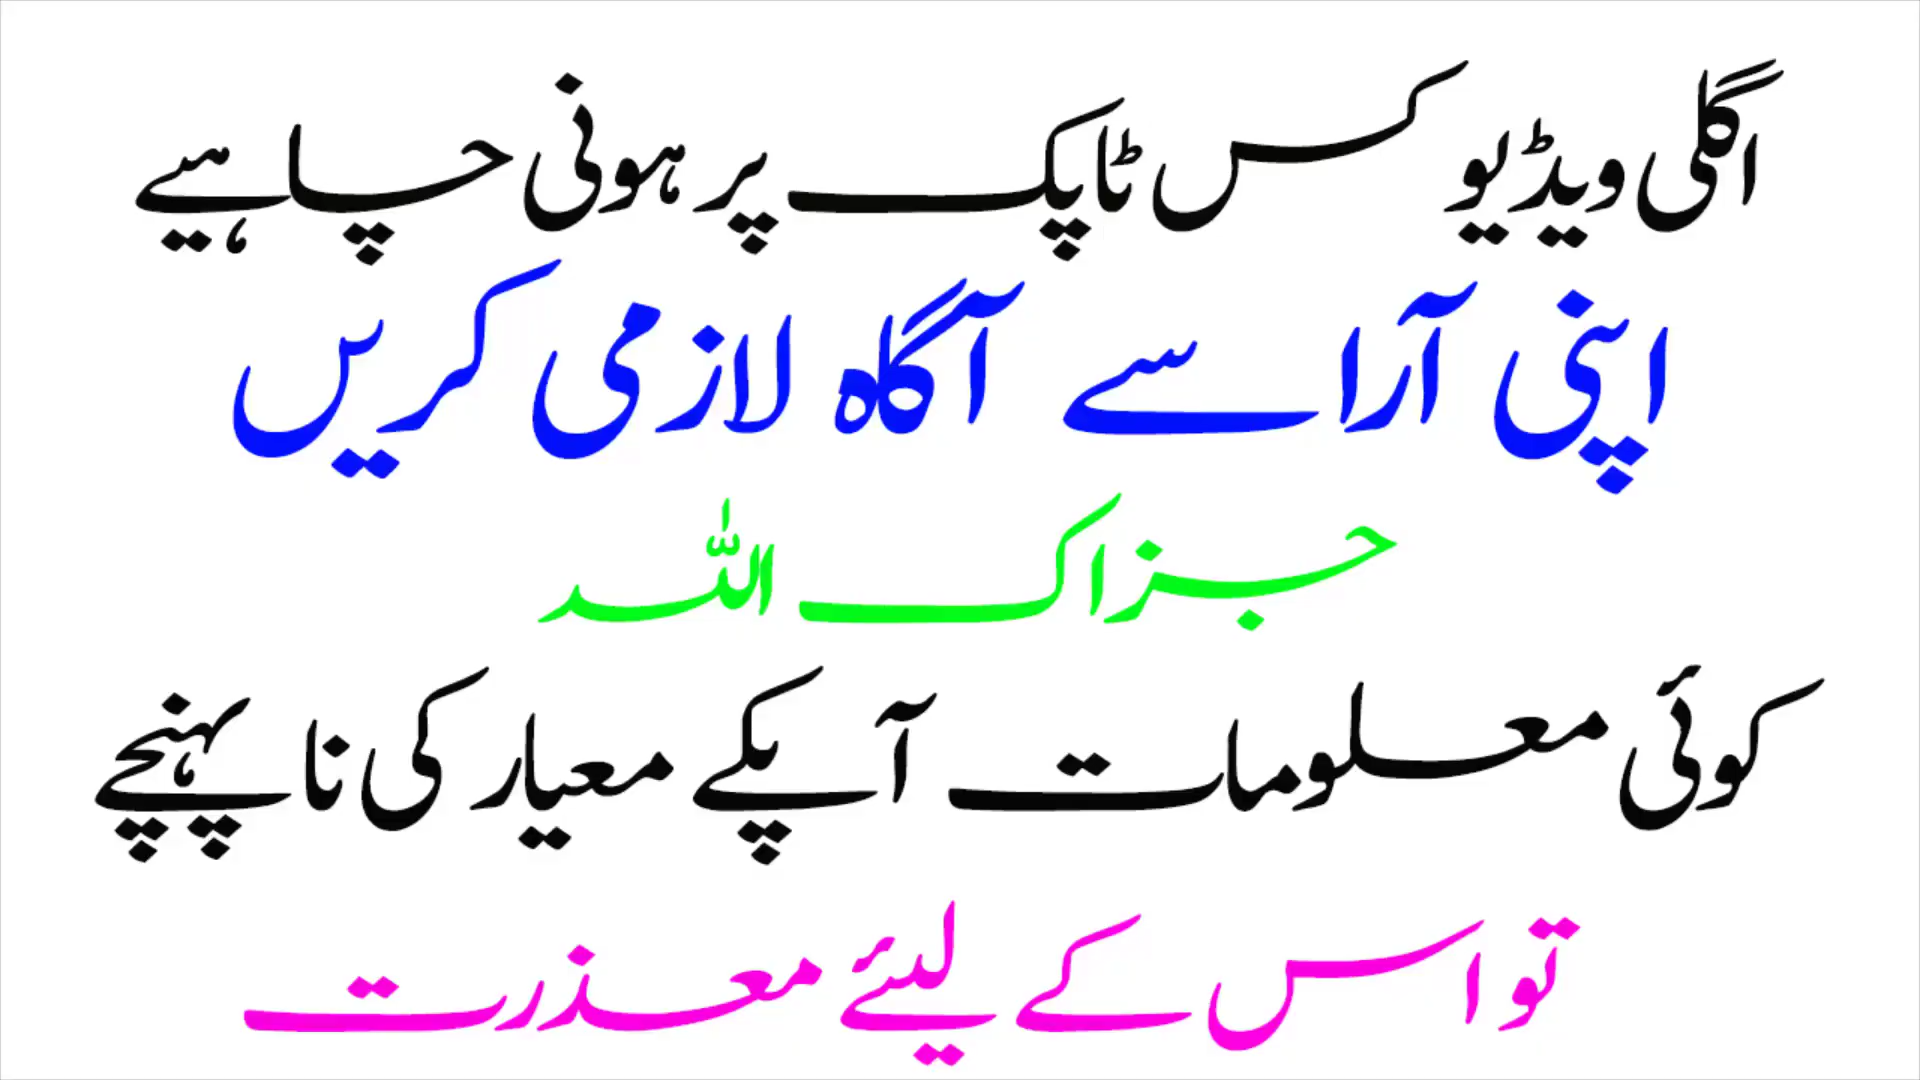 اگلی ویڈیو کس ٹاپک پر ہونی چاہیے
اپنی آرا سے آگاہ لازمی کریں
جزاک اللہ
کوئی معلومات آپکے معیار کی نا پہنچے
تو اس کے لیئے معذرت